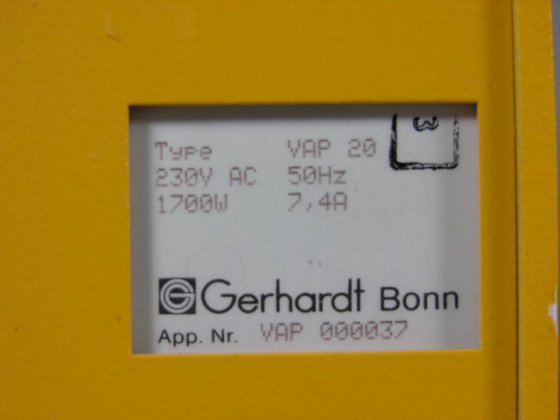 Type VAP 20
230V AC 50Hz
1700W 7,4A
Gerhardt Bonn
App. Nr. VAP 000037